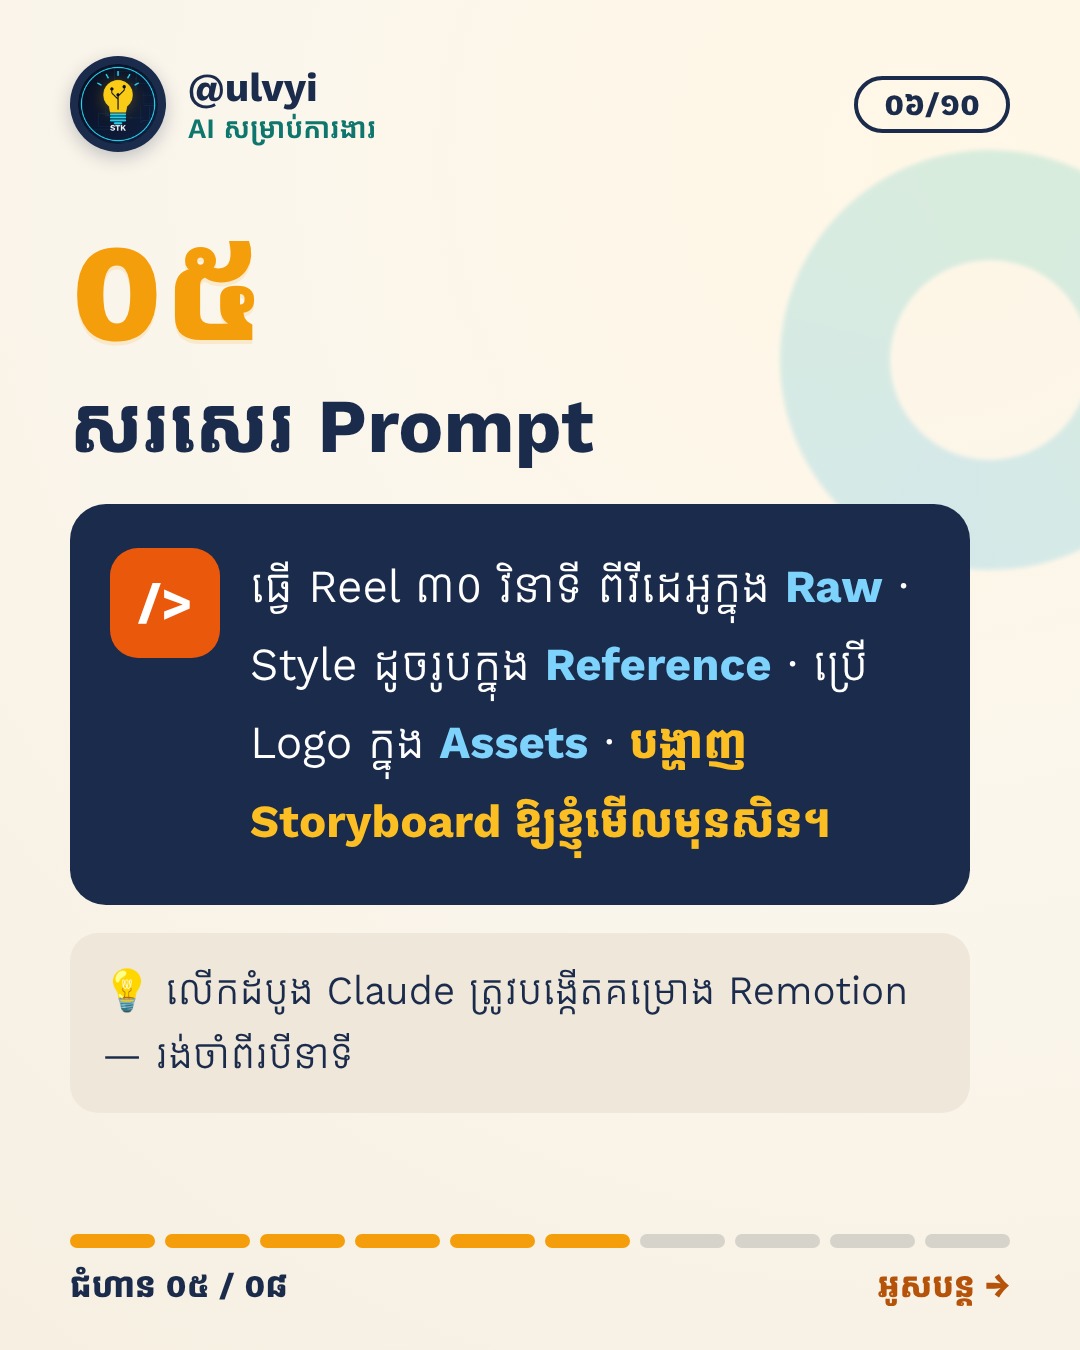 STK
@ulvyi
AI សម្រាប់ការងារ
០៦/១០
០៥
សរសេរ Prompt
/>
ធ្វើ Reel ៣០ វិនាទី ពីវីដេអូក្នុង Raw ·
Style ដូចរូបក្នុង Reference · ប្រើ
Logo ក្នុង Assets · បង្ហាញ
Storyboard ឱ្យខ្ញុំមើលមុនសិន។
💡 លើកដំបូង Claude ត្រូវបង្កើតគម្រោង Remotion
— រង់ចាំពីរបីនាទី
ជំហាន ០៥ / ០៨
អូសបន្ត →